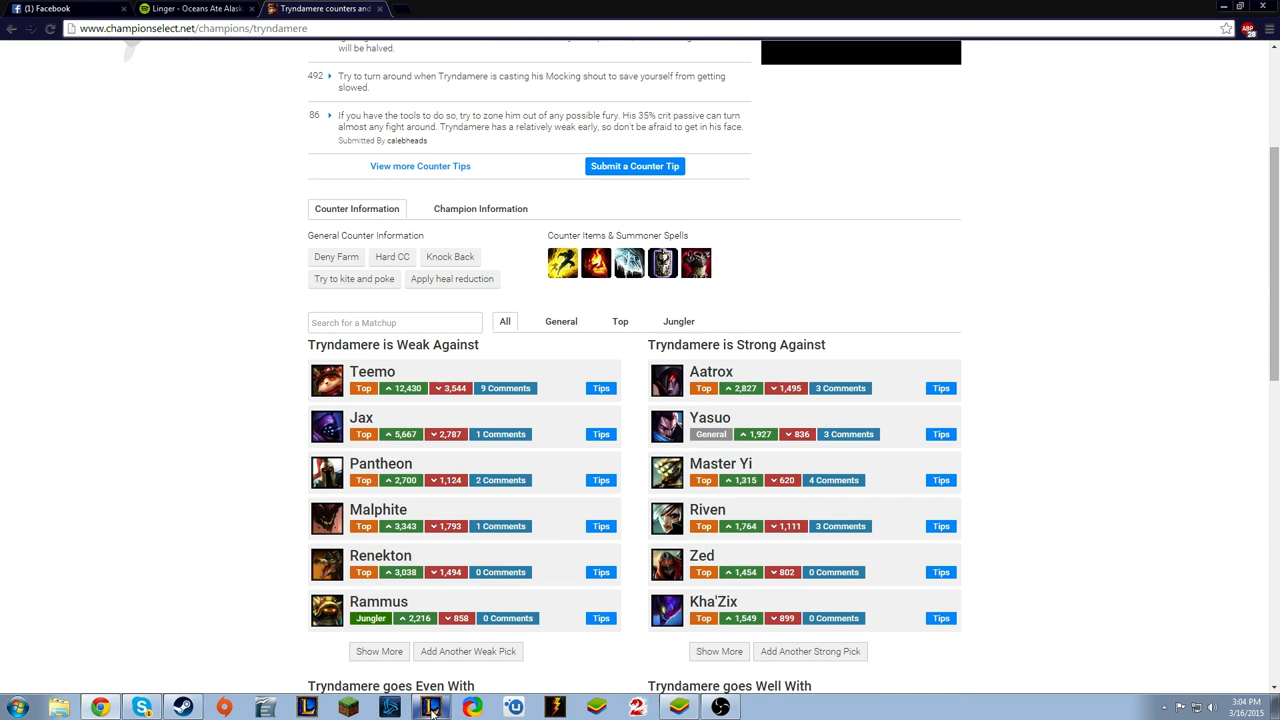 (1) Facebook
Linger - Oceans Ate Alask
Tryndamere counters and
www.championselect.net/champions/tryndamere
will be halved.
492 Try to turn around when Tryndamere is casting his Mocking shout to save yourself from getting
slowed.
86 If you have the tools to do so, try to zone him out of any possible fury. His 35% crit passive can turn
almost any fight around. Tryndamere has a relatively weak early, so don't be afraid to get in his face.
Submitted By calebheads
View more Counter Tips
Submit a Counter Tip
Counter Information
Champion Information
General Counter Information
Counter Items & Summoner Spells
Deny Farm
Hard CC
Knock Back
Try to kite and poke
Apply heal reduction
Search for a Matchup
All
General
Top
Jungler
Tryndamere is Weak Against
Teemo
Top 12,430 3,544 9 Comments Tips
Jax
Top 5,667 2,787 1 Comments Tips
Pantheon
Top 2,700 1,124 2 Comments Tips
Malphite
Top 3,343 1,793 1 Comments Tips
Renekton
Top 3,038 1,494 0 Comments Tips
Rammus
Jungler 2,216 858 0 Comments Tips
Show More
Add Another Weak Pick
Tryndamere is Strong Against
Aatrox
Top 2,827 1,495 3 Comments Tips
Yasuo
General 1,927 836 3 Comments Tips
Master Yi
Top 1,315 620 4 Comments Tips
Riven
Top 1,764 1,111 3 Comments Tips
Zed
Top 1,454 802 0 Comments Tips
Kha'Zix
Top 1,549 899 0 Comments Tips
Show More
Add Another Strong Pick
Tryndamere goes Even With
Tryndamere goes Well With
3:04 PM
3/16/2015